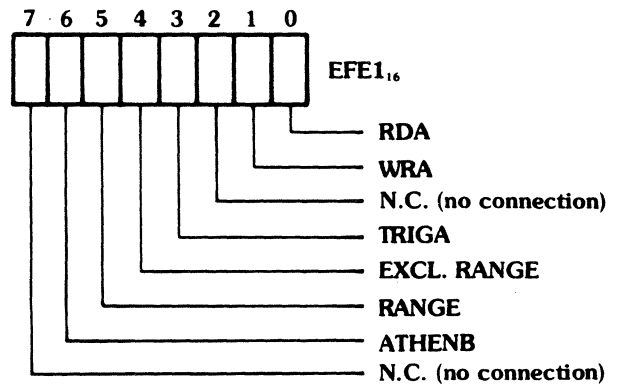 7 6 5 4 3 2 1 0
EFE1₁₆
RDA
WRA
N.C. (no connection)
TRIGA
EXCL. RANGE
RANGE
ATHENB
N.C. (no connection)